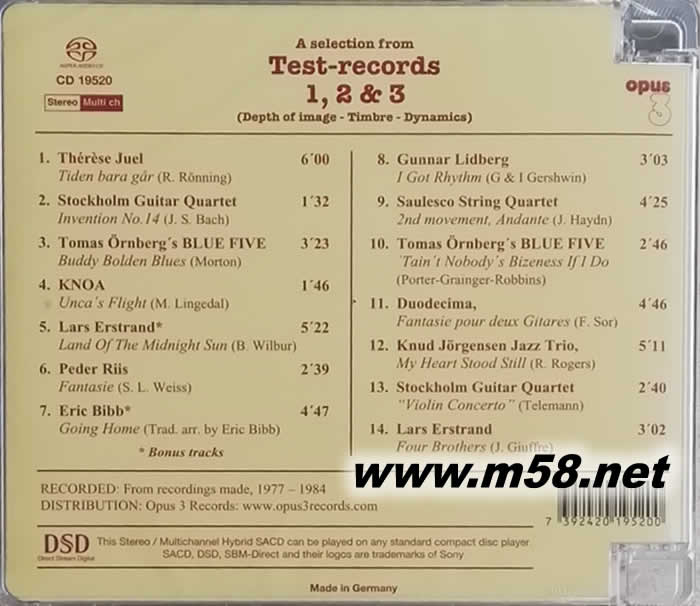 A selection from
Test-records
1, 2 & 3
(Depth of image - Timbre - Dynamics)
SUPER AUDIO CD
CD 19520
Stereo Multi ch
opus
3
1. Thérèse Juel 6´00
Tiden bara går (R. Rönning)
2. Stockholm Guitar Quartet 1´32
Invention No. 14 (J. S. Bach)
3. Tomas Örnberg´s BLUE FIVE 3´23
Buddy Bolden Blues (Morton)
4. KNOA 1´46
Unca´s Flight (M. Lingedal)
5. Lars Erstrand* 5´22
Land Of The Midnight Sun (B. Wilbur)
6. Peder Riis 2´39
Fantasie (S. L. Weiss)
7. Eric Bibb* 4´47
Going Home (Trad. arr. by Eric Bibb)
* Bonus tracks
8. Gunnar Lidberg 3´03
I Got Rhythm (G & I Gershwin)
9. Saulesco String Quartet 4´25
2nd movement, Andante (J. Haydn)
10. Tomas Örnberg´s BLUE FIVE 2´46
´Tain´t Nobody´s Bizeness If I Do
(Porter-Grainger-Robbins)
11. Duodecima, 4´46
Fantasie pour deux Gitares (F. Sor)
12. Knud Jörgensen Jazz Trio, 5´11
My Heart Stood Still (R. Rogers)
13. Stockholm Guitar Quartet 2´40
"Violin Concerto" (Telemann)
14. Lars Erstrand 3´02
Four Brothers (J. Giuffre)
www.m58.net
RECORDED: From recordings made, 1977 – 1984
DISTRIBUTION: Opus 3 Records: www.opus3records.com
7 392420 195200
DSD
Direct Stream Digital
This Stereo / Multichannel Hybrid SACD can be played on any standard compact disc player
SACD, DSD, SBM-Direct and their logos are trademarks of Sony
Made in Germany